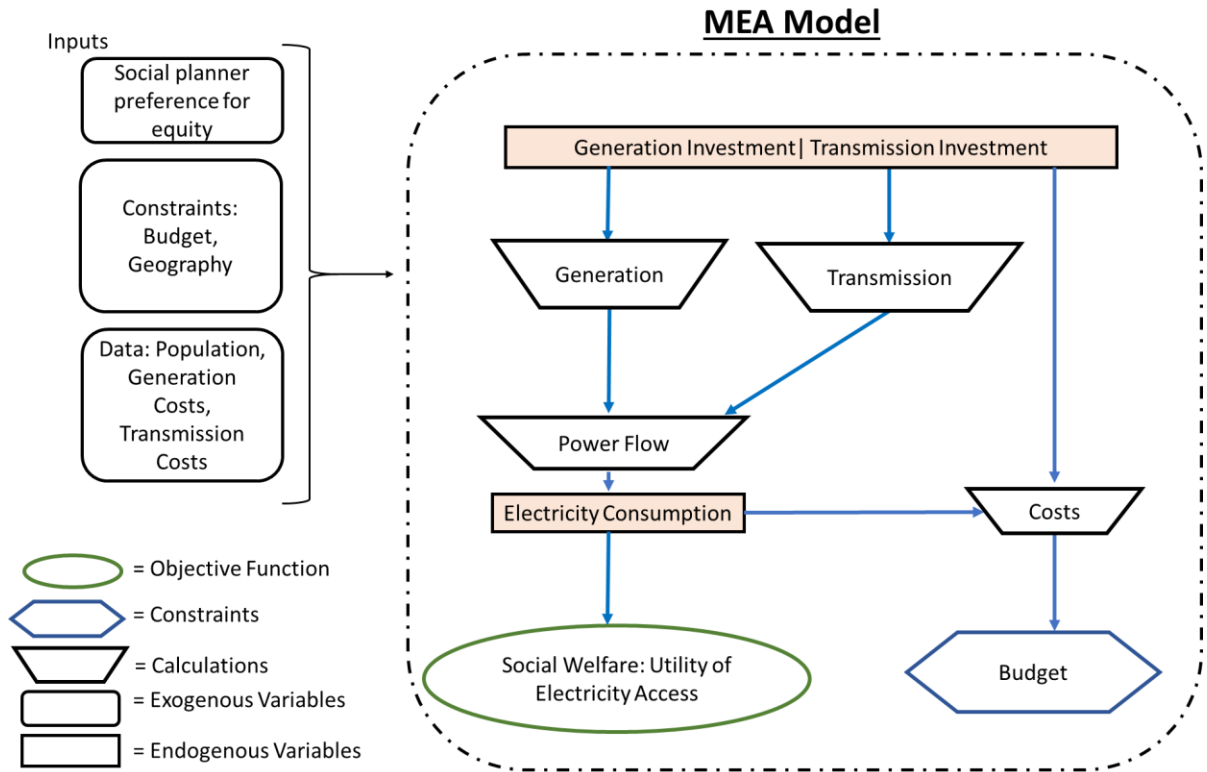 MEA Model
Inputs
Social planner
preference for
equity
Constraints:
Budget,
Geography
Data: Population,
Generation
Costs,
Transmission
Costs
Generation Investment| Transmission Investment
Generation
Transmission
Power Flow
Electricity Consumption
Costs
Social Welfare: Utility of
Electricity Access
Budget
= Objective Function
= Constraints
= Calculations
= Exogenous Variables
= Endogenous Variables